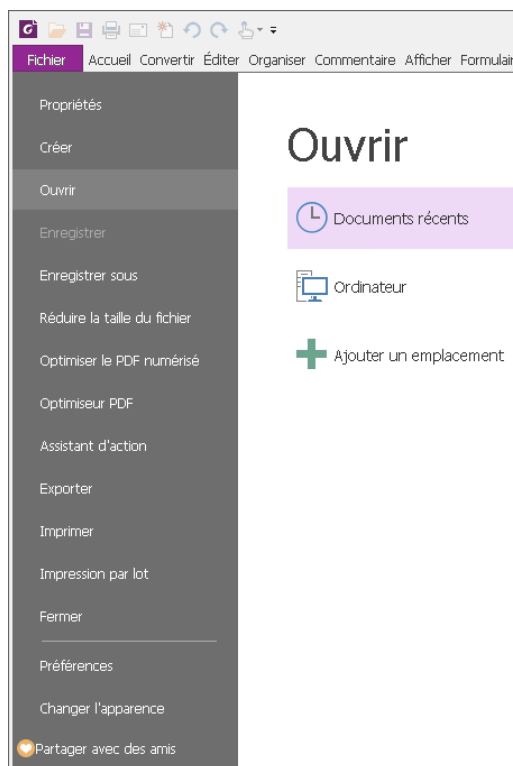 Fichier Accueil Convertir Éditer Organiser Commentaire Afficher
Propriétés
Créer
Ouvrir
Enregistrer
Enregistrer sous
Réduire la taille du fichier
Optimiser le PDF numérisé
Optimiseur PDF
Assistant d'action
Exporter
Imprimer
Impression par lot
Fermer
Préférences
Changer l'apparence
Partager avec des amis
Ouvrir
Documents récents
Ordinateur
Ajouter un emplacement